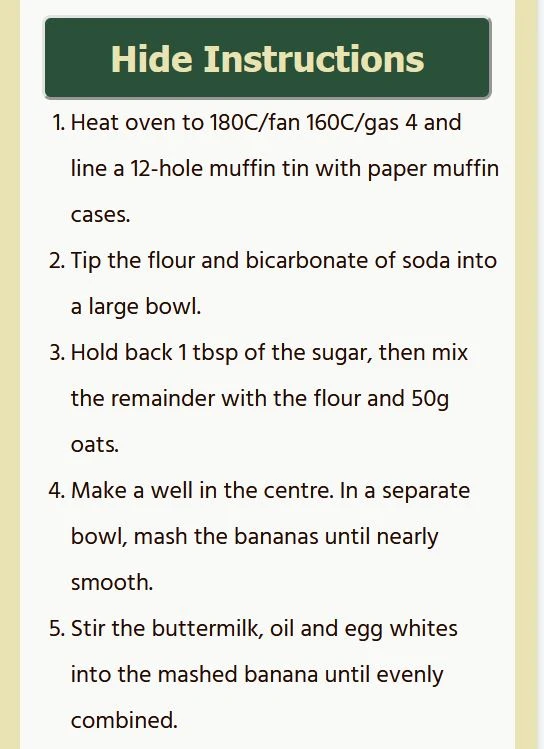 Hide Instructions
1. Heat oven to 180C/fan 160C/gas 4 and
line a 12-hole muffin tin with paper muffin
cases.
2. Tip the flour and bicarbonate of soda into
a large bowl.
3. Hold back 1 tbsp of the sugar, then mix
the remainder with the flour and 50g
oats.
4. Make a well in the centre. In a separate
bowl, mash the bananas until nearly
smooth.
5. Stir the buttermilk, oil and egg whites
into the mashed banana until evenly
combined.